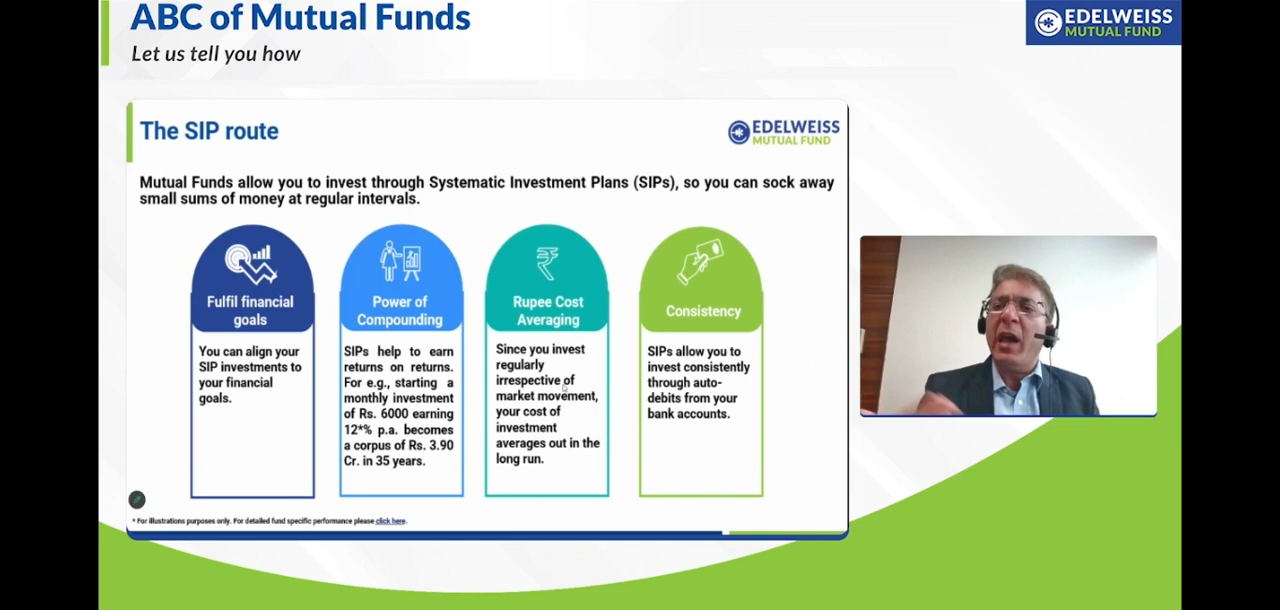 ABC of Mutual Funds
Let us tell you how
EDELWEISS
MUTUAL FUND
The SIP route
EDELWEISS
MUTUAL FUND
Mutual Funds allow you to invest through Systematic Investment Plans (SIPs), so you can sock away
small sums of money at regular intervals.
Fulfil financial
goals
You can align your
SIP investments to
your financial
goals.
Power of
Compounding
SIPs help to earn
returns on returns.
For e.g., starting a
monthly investment
of Rs. 6000 earning
12*% p.a. becomes
a corpus of Rs. 3.90
Cr. in 35 years.
Rupee Cost
Averaging
Since you invest
regularly
irrespective of
market movement,
your cost of
investment
averages out in the
long run.
Consistency
SIPs allow you to
invest consistently
through auto-
debits from your
bank accounts.
* For illustrations purposes only. For detailed fund specific performance please click here.